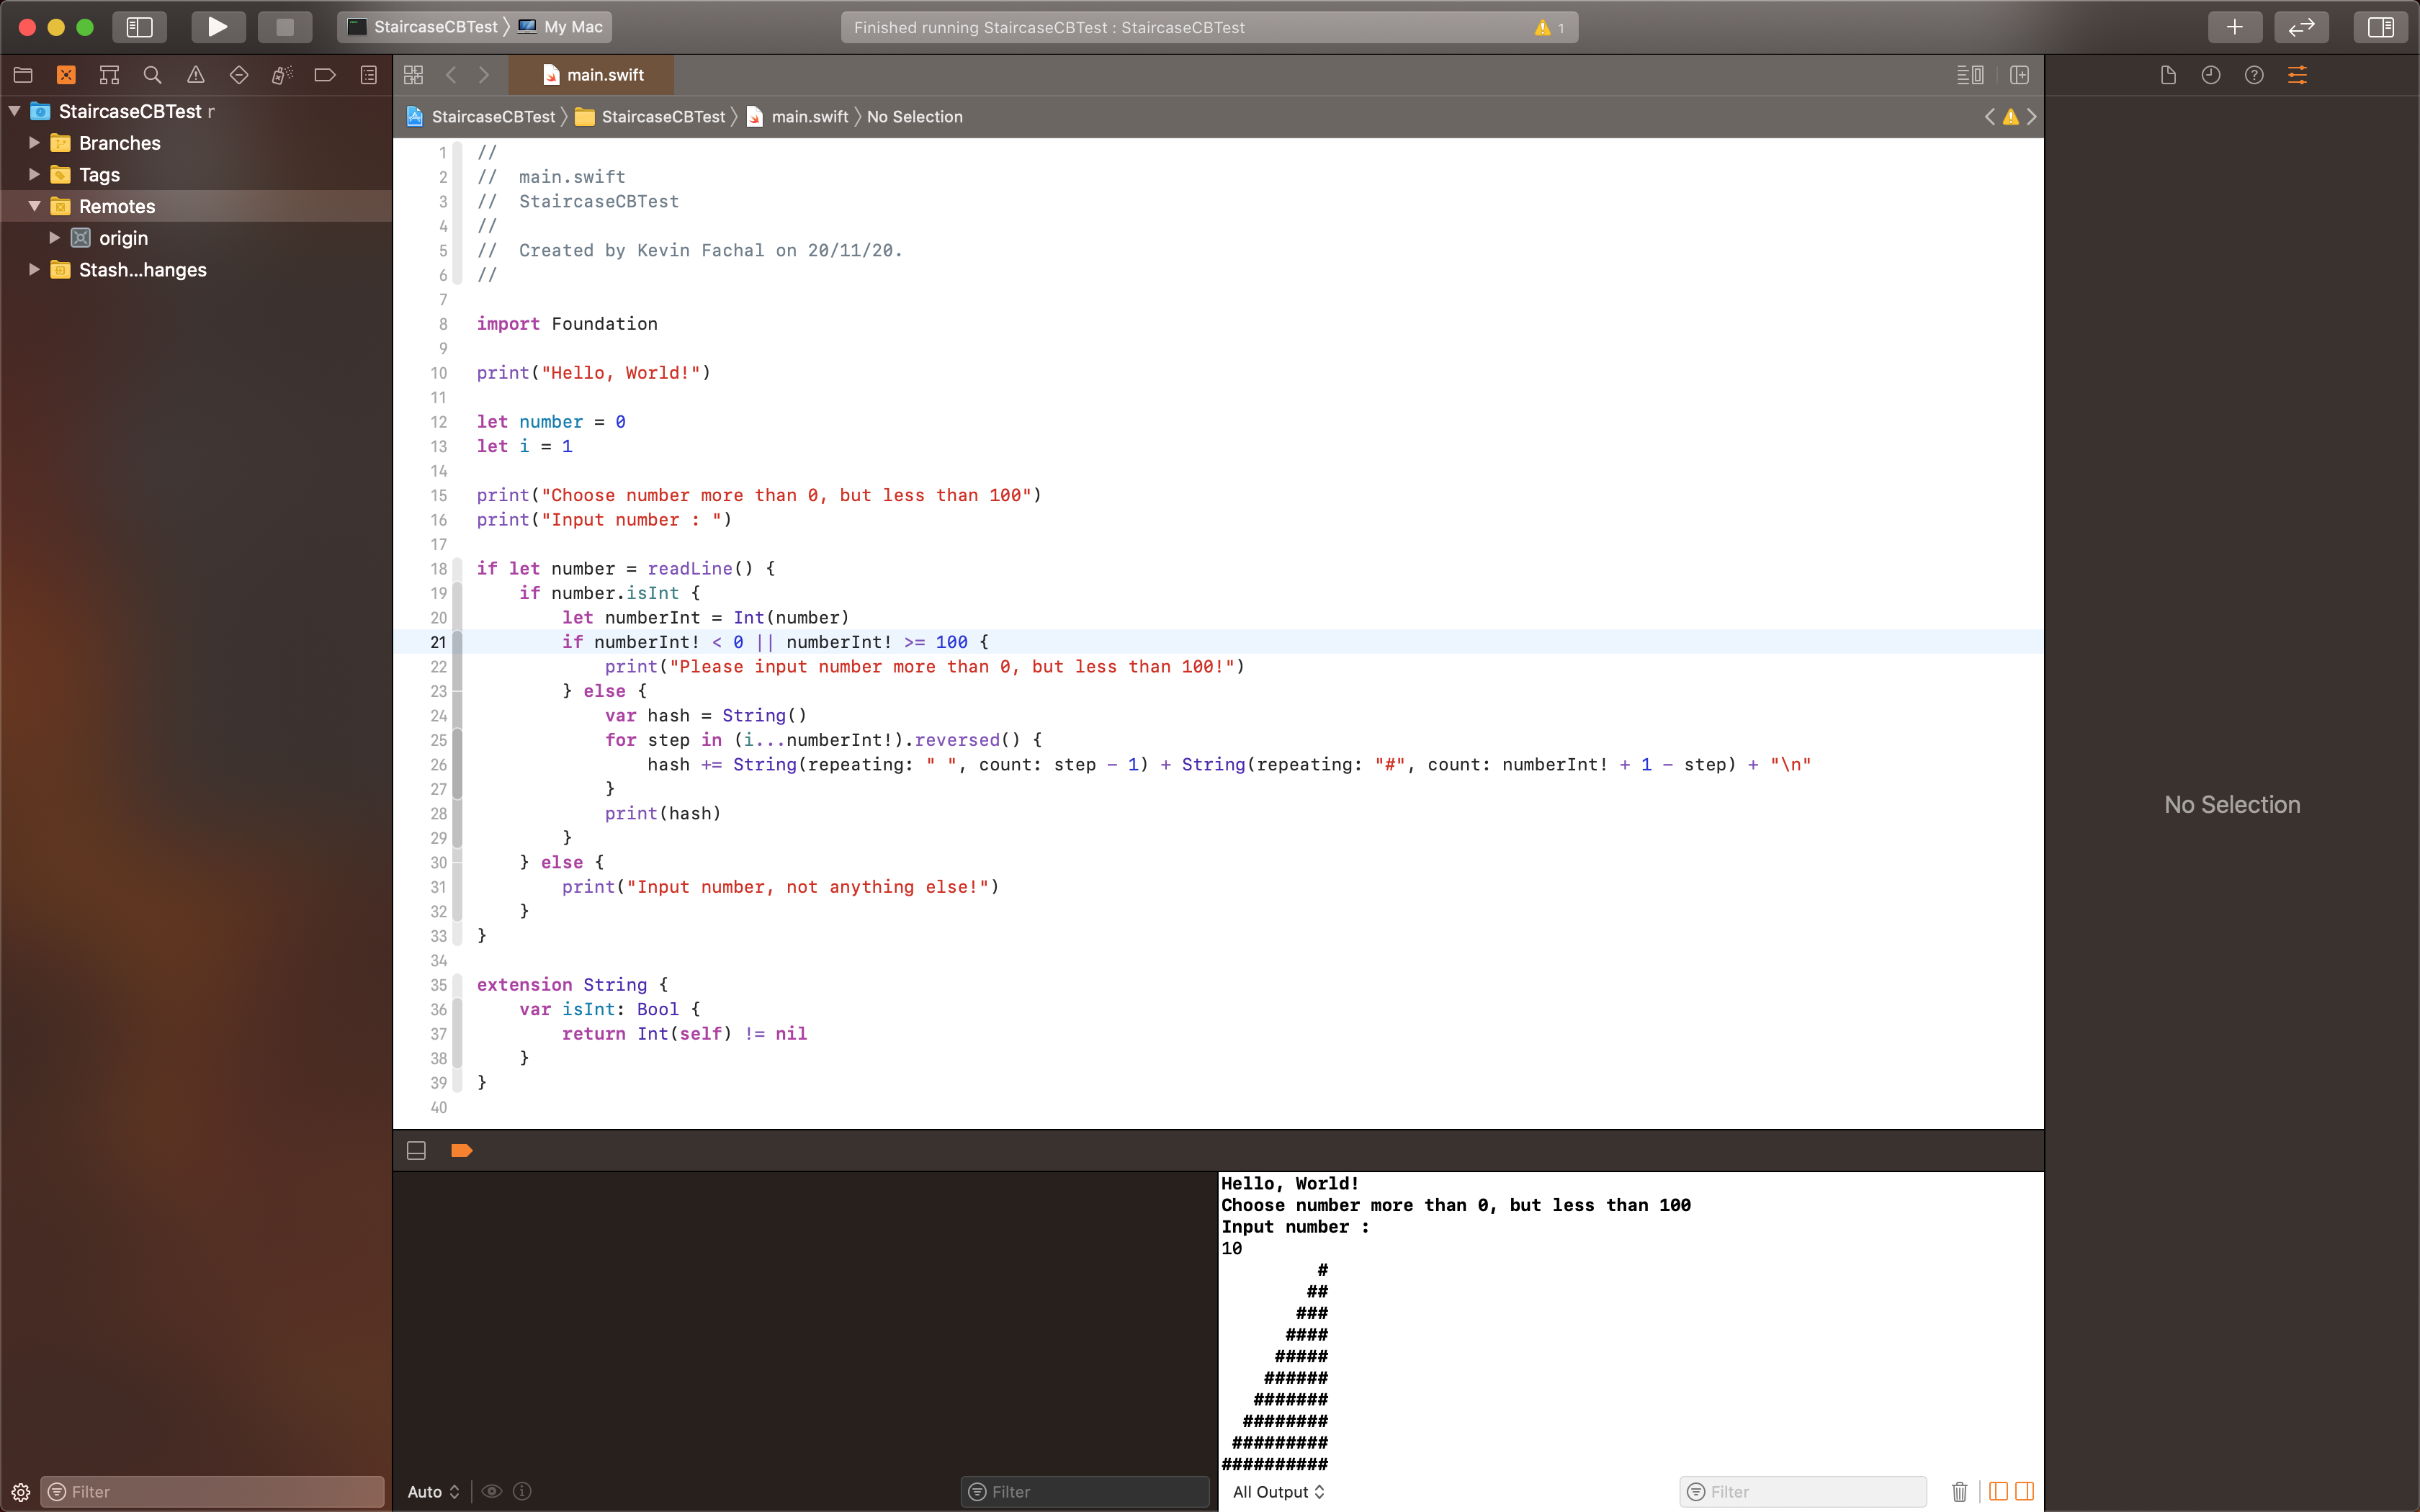 StaircaseCBTest 〉 My Mac
Finished running StaircaseCBTest : StaircaseCBTest
1
main.swift
StaircaseCBTest 〉 StaircaseCBTest 〉 main.swift 〉 No Selection
StaircaseCBTest r
Branches
Tags
Remotes
origin
Stash...hanges
1 //
2 //  main.swift
3 //  StaircaseCBTest
4 //
5 //  Created by Kevin Fachal on 20/11/20.
6 //
7
8 import Foundation
9
10 print("Hello, World!")
11
12 let number = 0
13 let i = 1
14
15 print("Choose number more than 0, but less than 100")
16 print("Input number : ")
17
18 if let number = readLine() {
19     if number.isInt {
20         let numberInt = Int(number)
21         if numberInt! < 0 || numberInt! >= 100 {
22             print("Please input number more than 0, but less than 100!")
23         } else {
24             var hash = String()
25             for step in (i...numberInt!).reversed() {
26                 hash += String(repeating: " ", count: step - 1) + String(repeating: "#", count: numberInt! + 1 - step) + "\n"
27             }
28             print(hash)
29         }
30     } else {
31         print("Input number, not anything else!")
32     }
33 }
34
35 extension String {
36     var isInt: Bool {
37         return Int(self) != nil
38     }
39 }
40
No Selection
Hello, World!
Choose number more than 0, but less than 100
Input number :
10
         #
        ##
       ###
      ####
     #####
    ######
   #######
  ########
 #########
##########
Filter
Auto
Filter
All Output
Filter